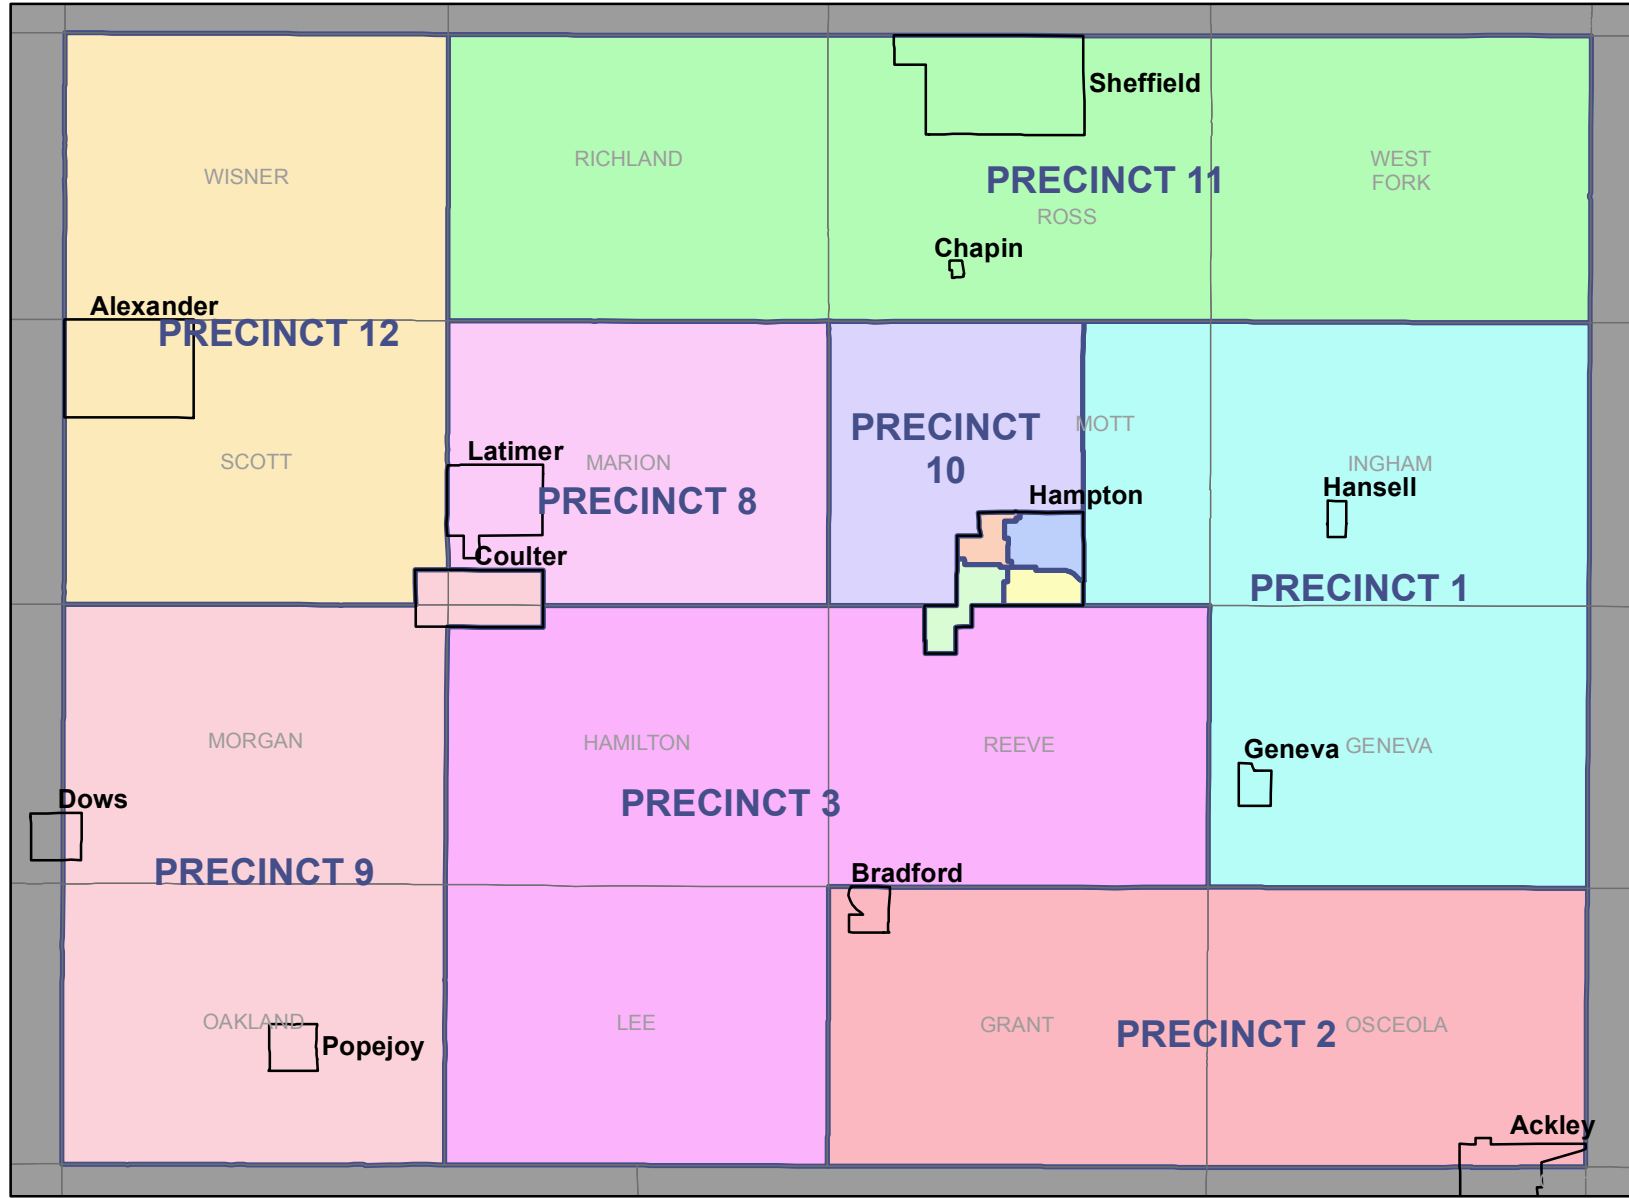 Sheffield
RICHLAND
WEST
FORK
WISNER
PRECINCT 11
ROSS
Chapin
Alexander
PRECINCT 12
MOTT
PRECINCT
10
Latimer
SCOTT
MARION
INGHAM
Hansell
PRECINCT 8
Hampton
Coulter
PRECINCT 1
MORGAN
HAMILTON
REEVE
Geneva
GENEVA
Dows
PRECINCT 3
PRECINCT 9
Bradford
OAKLAND
LEE
GRANT
PRECINCT 2
OSCEOLA
Popejoy
Ackley